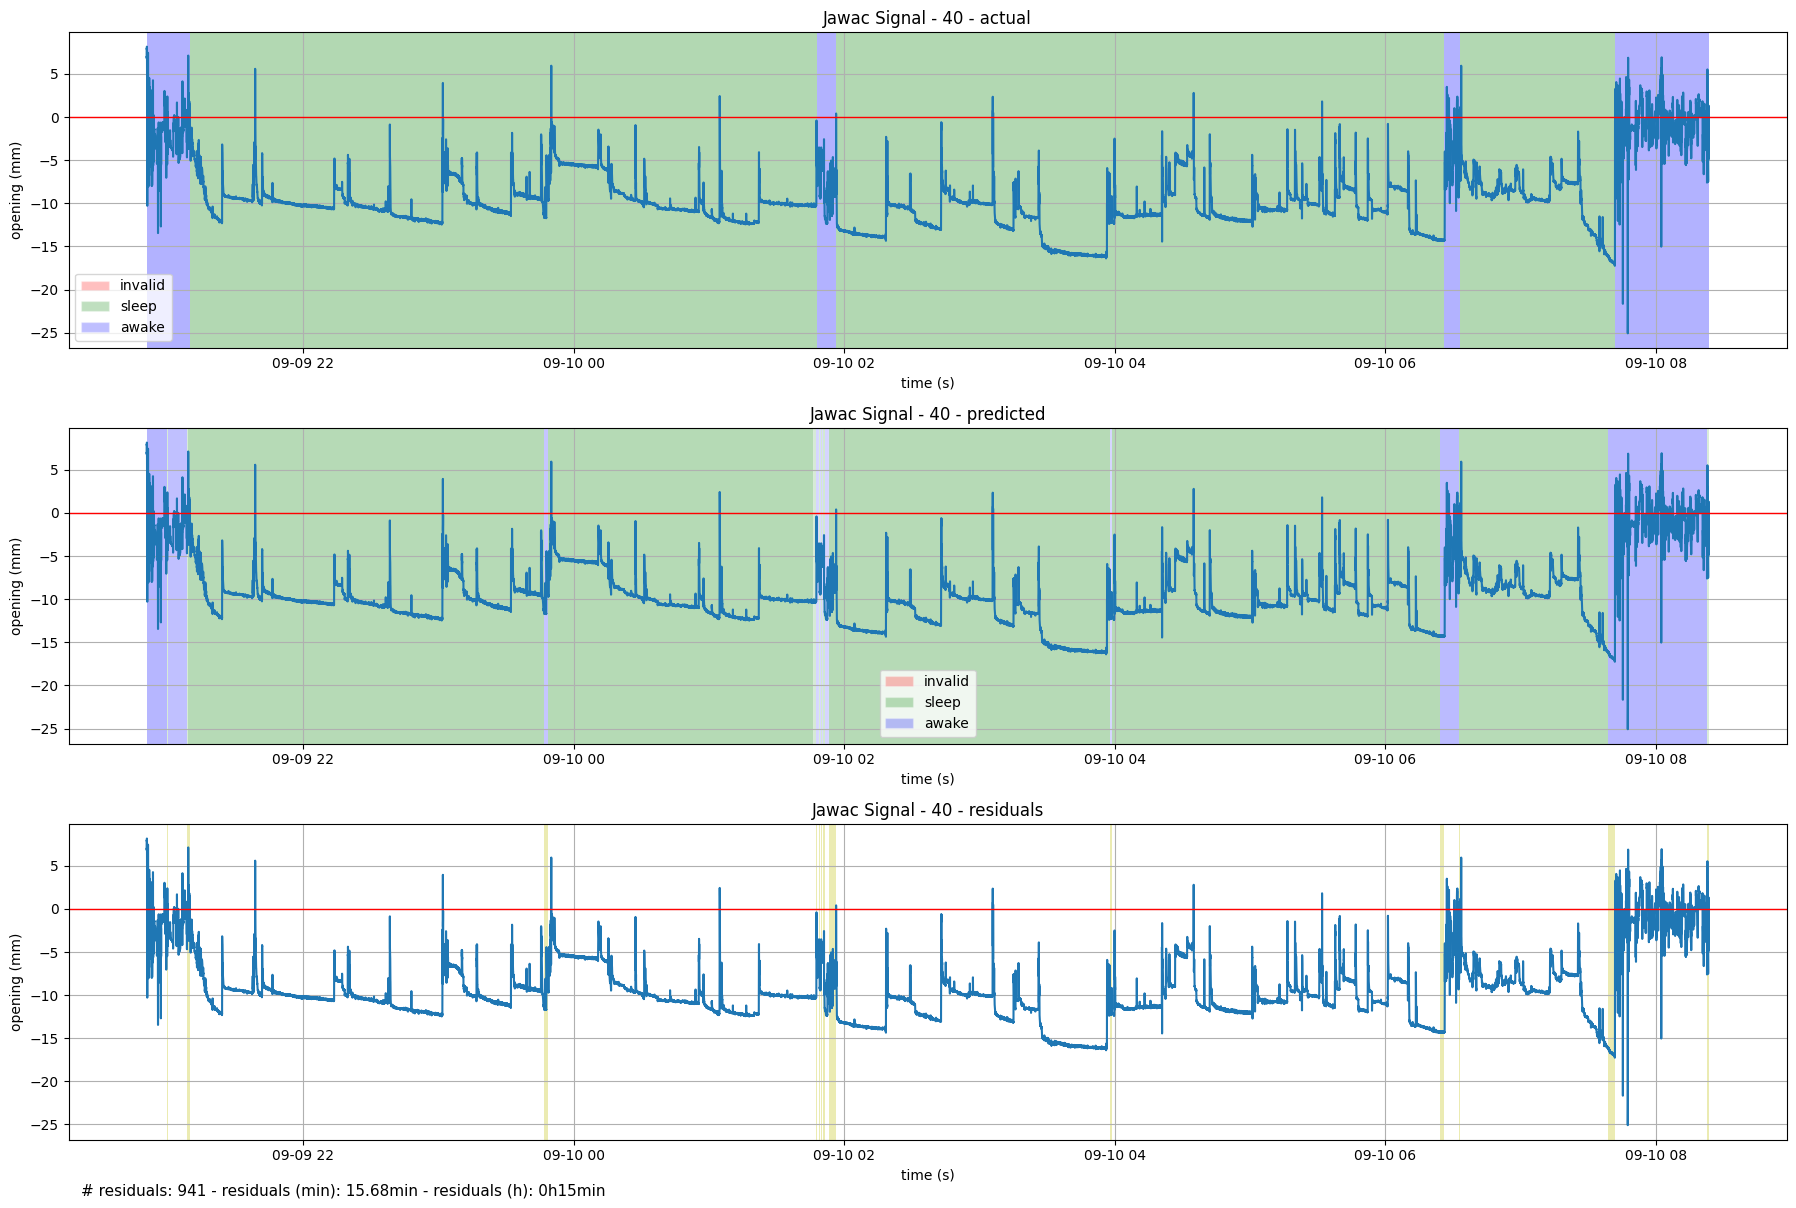 Jawac Signal - 40 - actual
5
0
−5
−10
−15
−20
−25
opening (mm)
invalid
sleep
awake
09-09 22
09-10 00
09-10 02
09-10 04
09-10 06
09-10 08
time (s)
Jawac Signal - 40 - predicted
5
0
−5
−10
−15
−20
−25
opening (mm)
invalid
sleep
awake
09-09 22
09-10 00
09-10 02
09-10 04
09-10 06
09-10 08
time (s)
Jawac Signal - 40 - residuals
5
0
−5
−10
−15
−20
−25
opening (mm)
09-09 22
09-10 00
09-10 02
09-10 04
09-10 06
09-10 08
time (s)
# residuals: 941 - residuals (min): 15.68min - residuals (h): 0h15min